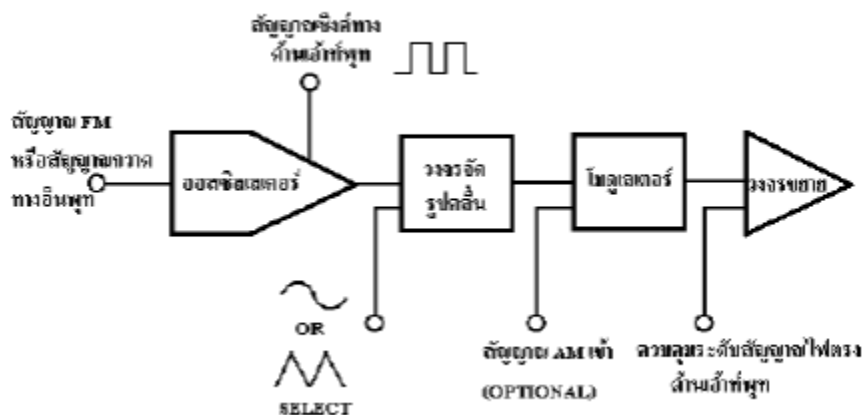 สัญญาณซิงค์ทาง
ด้านเอ้าท์พุท
สัญญาณ FM
หรือสัญญาณกวาด
ทางอินพุท
ออสซิลเลเตอร์
วงจรจัด
รูปคลื่น
โมดูเลเตอร์
วงจรขยาย
OR
SELECT
สัญญาณ AM เข้า
(OPTIONAL)
ควบคุมระดับสัญญาณ/ไฟตรง
ด้านเอ้าท์พุท